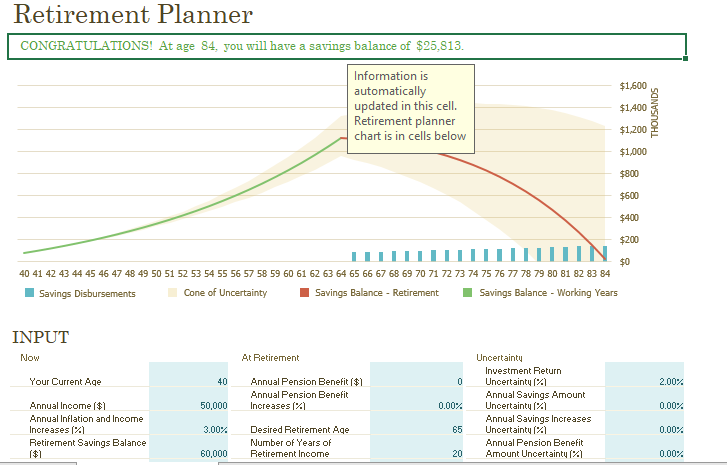 Retirement Planner
CONGRATULATIONS! At age 84, you will have a savings balance of $25,813.
Information is
automatically
updated in this cell.
Retirement planner
chart is in cells below
$1,600
$1,400
$1,200
$1,000
$800
$600
$400
$200
$0
THOUSANDS
40 41 42 43 44 45 46 47 48 49 50 51 52 53 54 55 56 57 58 59 60 61 62 63 64 65 66 67 68 69 70 71 72 73 74 75 76 77 78 79 80 81 82 83 84
Savings Disbursements Cone of Uncertainty Savings Balance - Retirement Savings Balance - Working Years
INPUT
Now At Retirement Uncertainty
Your Current Age 40 Annual Pension Benefit ($) 0 Investment Return
Uncertainty (%) 2.00%
Annual Income ($) 50,000 Annual Pension Benefit
Increases (%) 0.00% Annual Savings Amount
Uncertainty (%) 0.00%
Annual Inflation and Income
Increases (%) 3.00% Desired Retirement Age 65 Annual Savings Increases
Uncertainty (%) 0.00%
Retirement Savings Balance
($) 60,000 Number of Years of
Retirement Income 20 Annual Pension Benefit
Amount Uncertainty (%) 0.00%